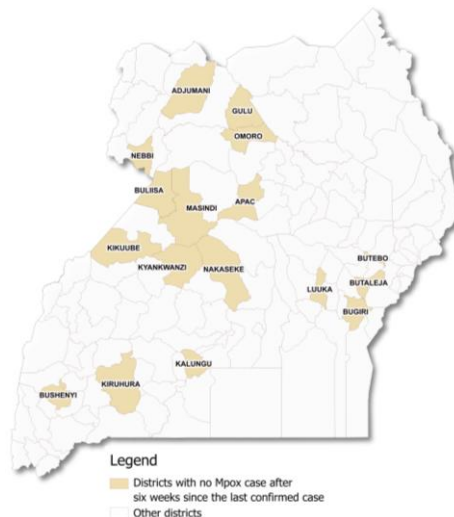 ADJUMANI
GULU
OMORO
NEBBI
BULIISA
MASINDI
APAC
KIKUUBE
KYANKWANZI
NAKASEKE
BUTEBO
LUUKA
BUTALEJA
BUGIRI
KALUNGU
KIRUHURA
BUSHENYI
Legend
Districts with no Mpox case after
six weeks since the last confirmed case
Other districts